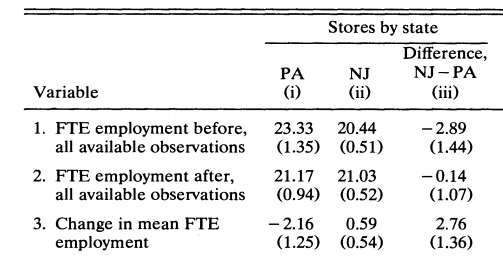 Stores by state
Difference,
PA NJ NJ − PA
Variable (i) (ii) (iii)
1. FTE employment before, 23.33 20.44 −2.89
all available observations (1.35) (0.51) (1.44)
2. FTE employment after, 21.17 21.03 −0.14
all available observations (0.94) (0.52) (1.07)
3. Change in mean FTE −2.16 0.59 2.76
employment (1.25) (0.54) (1.36)